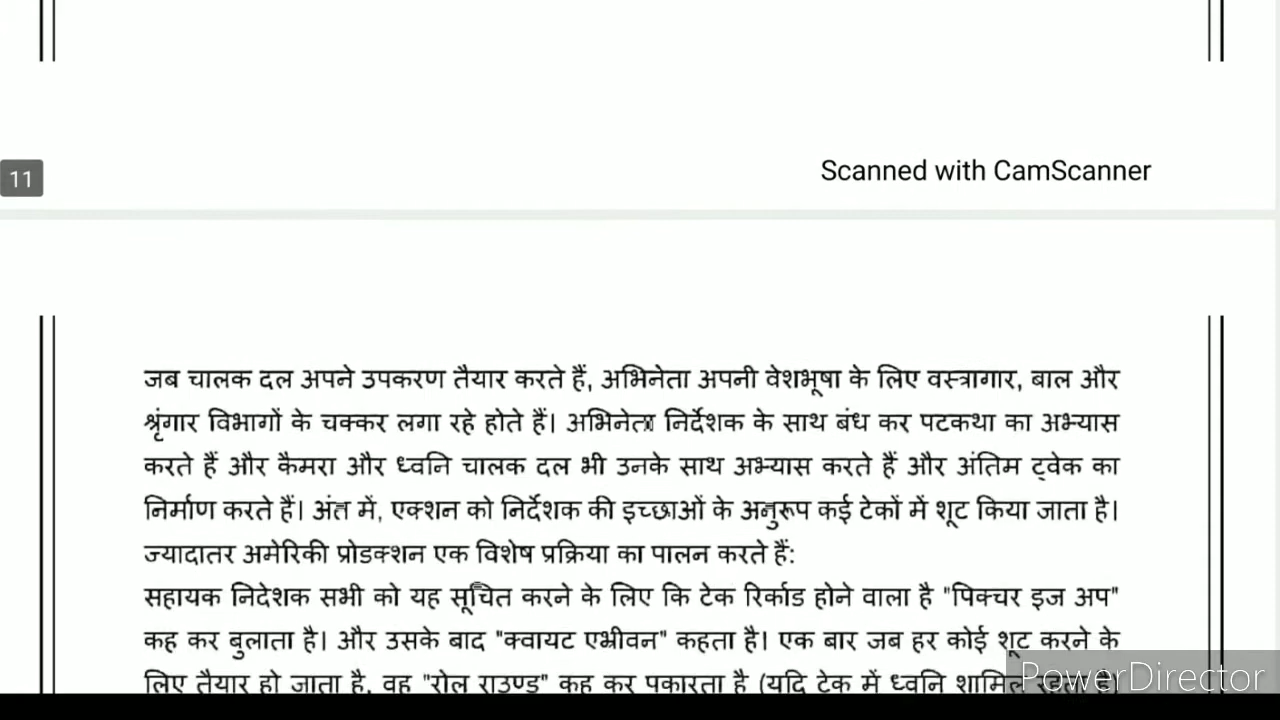 Scanned with CamScanner
11
जब चालक दल अपने उपकरण तैयार करते हैं, अभिनेता अपनी वेशभूषा के लिए वस्त्रागार, बाल और
श्रृंगार विभागों के चक्कर लगा रहे होते हैं। अभिनेता निर्देशक के साथ बंध कर पटकथा का अभ्यास
करते हैं और कैमरा और ध्वनि चालक दल भी उनके साथ अभ्यास करते हैं और अंतिम ट्वेक का
निर्माण करते हैं। अंत में, एक्शन को निर्देशक की इच्छाओं के अनुरूप कई टेकों में शूट किया जाता है।
ज्यादातर अमेरिकी प्रोडक्शन एक विशेष प्रक्रिया का पालन करते हैं:
सहायक निदेशक सभी को यह सूचित करने के लिए कि टेक रिकॉर्ड होने वाला है "पिक्चर इज अप"
कह कर बुलाता है। और उसके बाद "क्वायट एभ्रीवन" कहता है। एक बार जब हर कोई शूट करने के
लिए तैयार हो जाता है, वह "रोल राउण्ड" कह कर पुकारता है (यदि टेक में ध्वनि शामिल रहता है)
PowerDirector